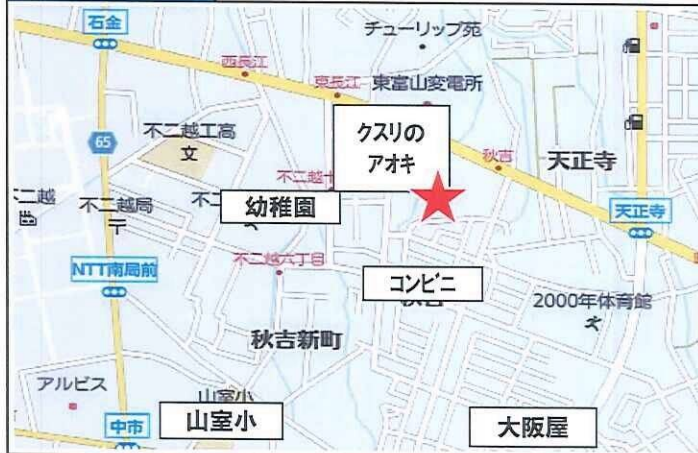 石金
チューリップ苑
西長江
東長江
東富山変電所
65
不二越工高
文
クスリの
アオキ
秋吉
天正寺
不二越
不二越局
幼稚園
天正寺
NTT南局前
不二越六丁目
コンビニ
秋吉
2000年体育館
秋吉新町
アルビス
山室小
中市
山室小
大阪屋